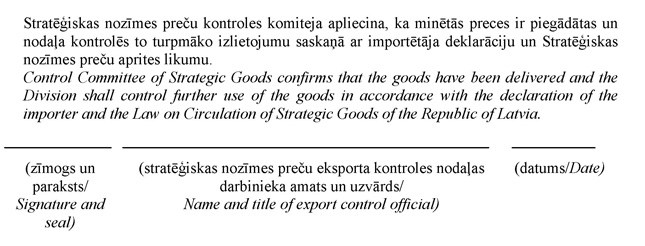 Stratēģiskas nozīmes preču kontroles komiteja apliecina, ka minētās preces ir piegādātas un
nodaļa kontrolēs to turpmāko izlietojumu saskaņā ar importētāja deklarāciju un Stratēģiskas
nozīmes preču aprites likumu.
Control Committee of Strategic Goods confirms that the goods have been delivered and the
Division shall control further use of the goods in accordance with the declaration of the
importer and the Law on Circulation of Strategic Goods of the Republic of Latvia.
(zīmogs un
paraksts/
Signature and
seal)
(stratēģiskas nozīmes preču eksporta kontroles nodaļas
darbinieka amats un uzvārds/
Name and title of export control official)
(datums/Date)